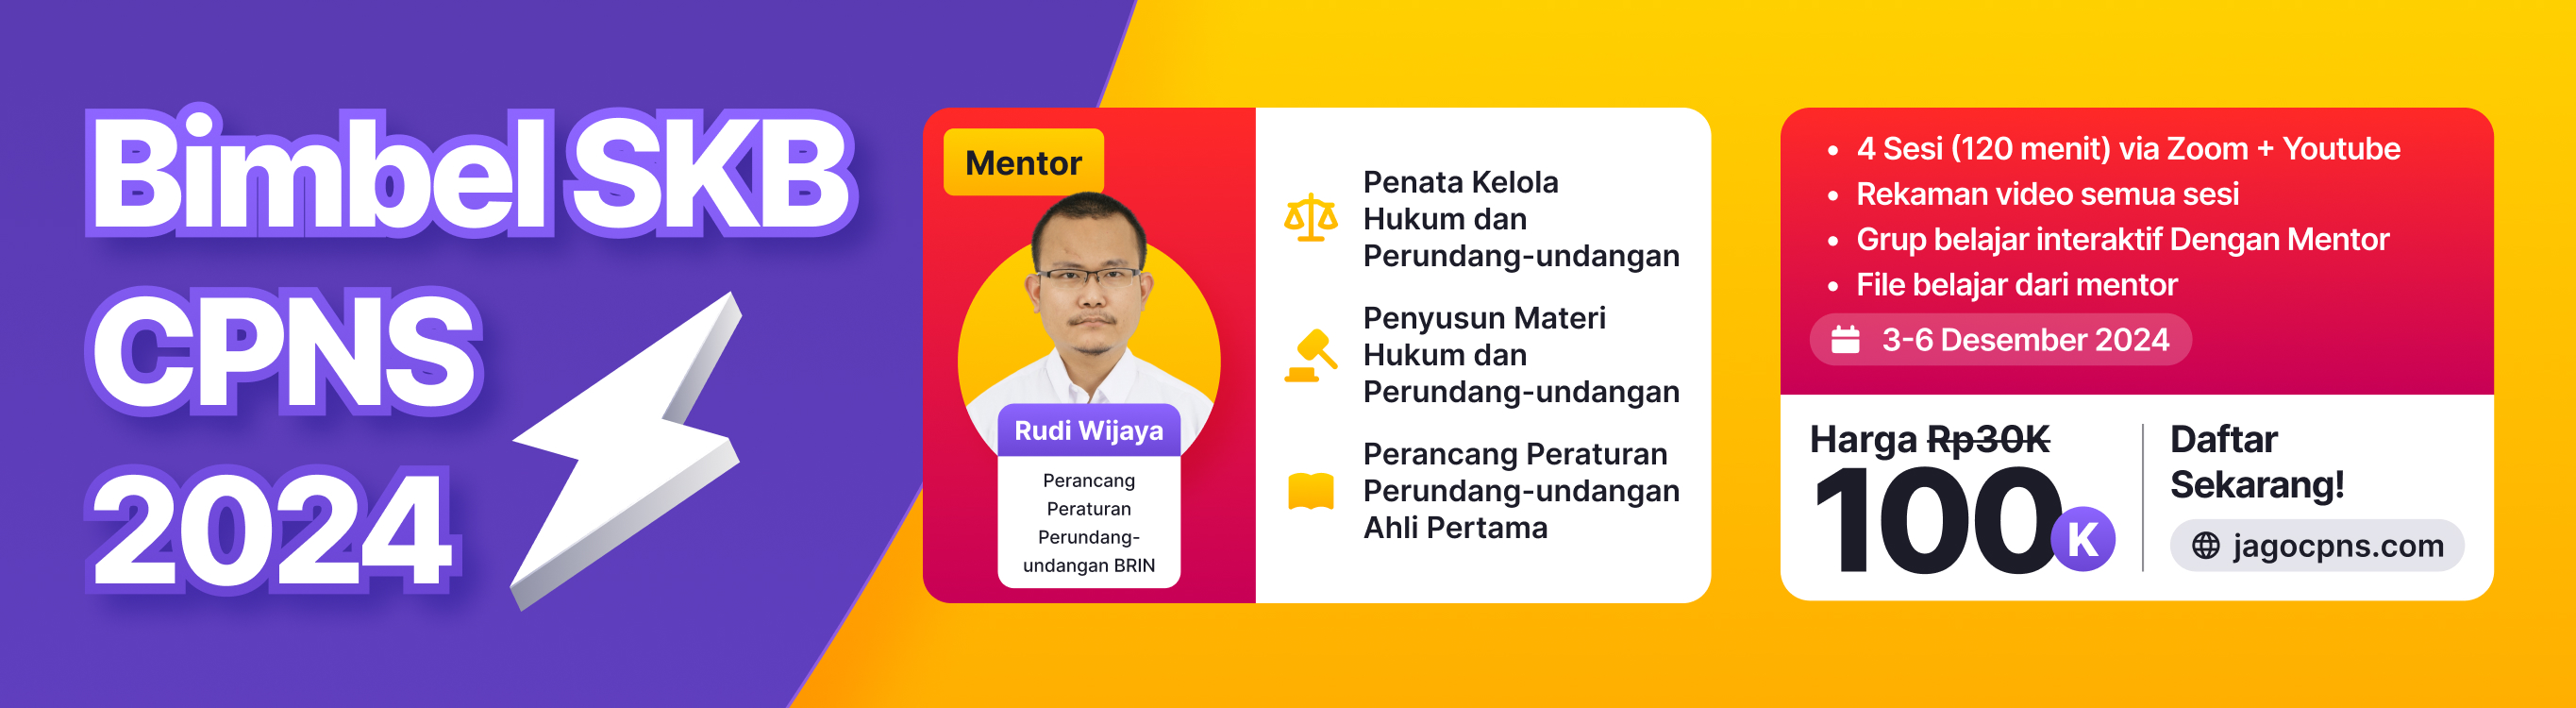 Bimbel SKB
CPNS
2024
Mentor
Rudi Wijaya
Perancang
Peraturan
Perundang-
undangan BRIN
Penata Kelola
Hukum dan
Perundang-undangan
Penyusun Materi
Hukum dan
Perundang-undangan
Perancang Peraturan
Perundang-undangan
Ahli Pertama
• 4 Sesi (120 menit) via Zoom + Youtube
• Rekaman video semua sesi
• Grup belajar interaktif Dengan Mentor
• File belajar dari mentor
3-6 Desember 2024
Harga Rp30K
100K
Daftar
Sekarang!
jagocpns.com